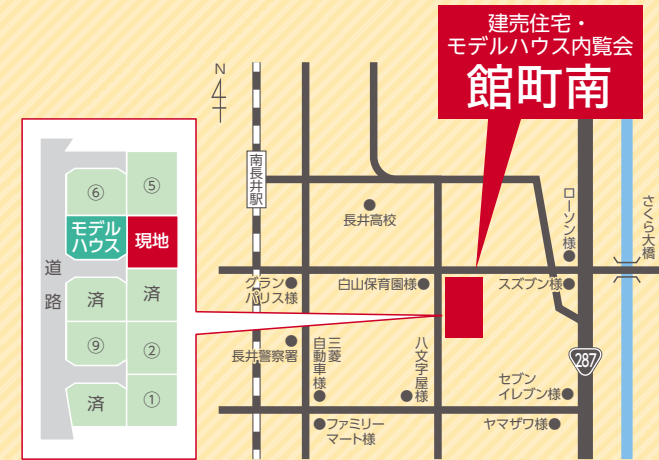 建売住宅・
モデルハウス内覧会
館町南
N
南長井駅
長井高校
ローソン様
さくら大橋
グラン
パリス様
白山保育園様
スズブン様
長井警察署
三菱
自動車様
八文字屋様
287
セブン
イレブン様
ファミリー
マート様
ヤマザワ様
道路
⑥
⑤
モデル
ハウス
現地
済
済
⑨
②
済
①